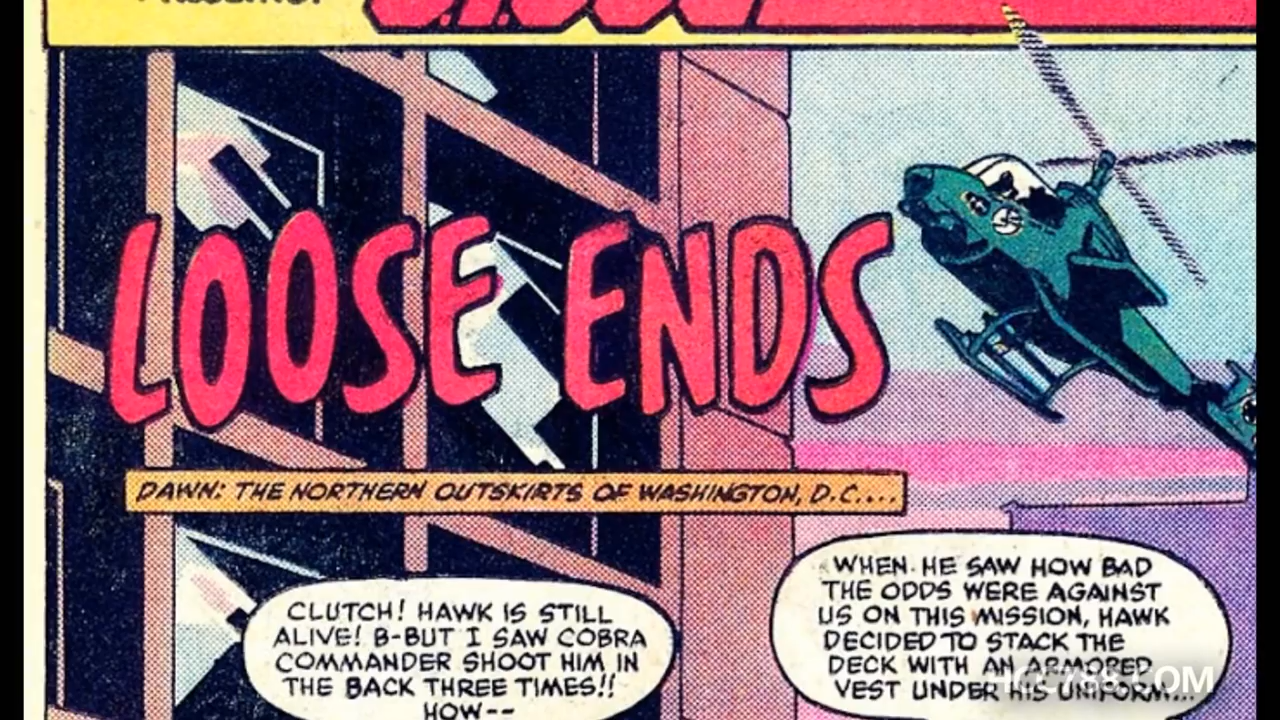 LOOSE ENDS
DAWN: THE NORTHERN OUTSKIRTS OF WASHINGTON, D.C....
CLUTCH! HAWK IS STILL
ALIVE! B-BUT I SAW COBRA
COMMANDER SHOOT HIM IN
THE BACK THREE TIMES!!
HOW--
WHEN HE SAW HOW BAD
THE ODDS WERE AGAINST
US ON THIS MISSION, HAWK
DECIDED TO STACK THE
DECK WITH AN ARMORED
VEST UNDER HIS UNIFORM...